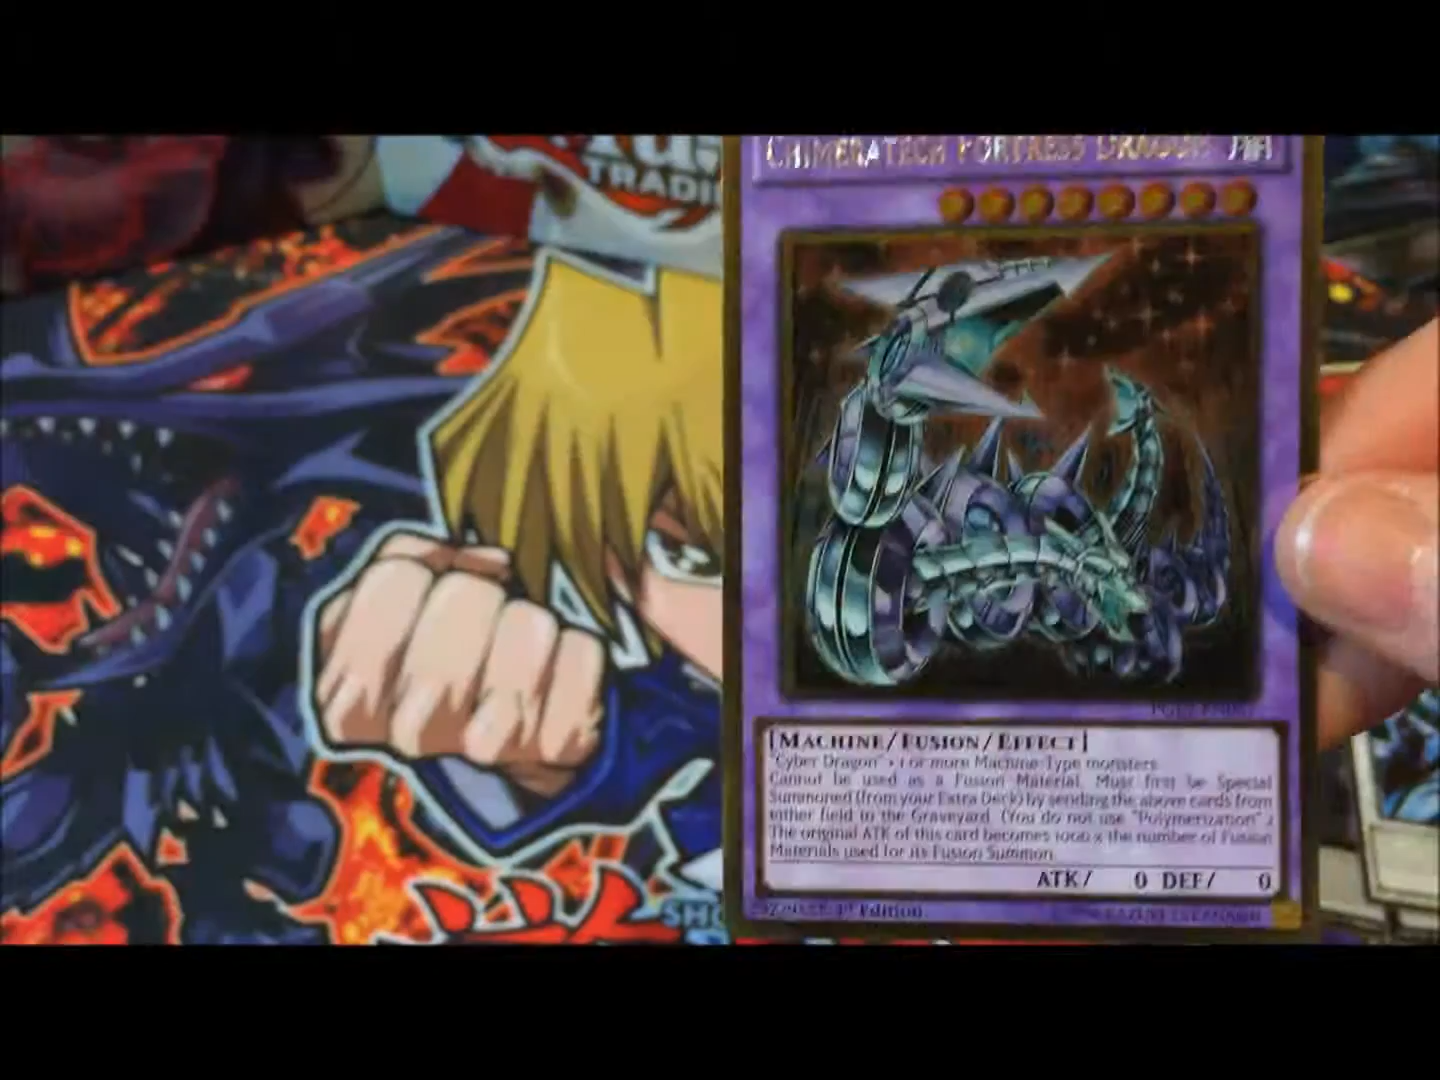 TRADI
CHIMERATECH FORTRESS DRAGON
[MACHINE/FUSION/EFFECT]
"Cyber Dragon" + 1 or more Machine-Type monsters
Cannot be used as a Fusion Material. Must first be Special
Summoned (from your Extra Deck) by sending the above cards from
either field to the Graveyard. (You do not use "Polymerization".)
The original ATK of this card becomes 1000 x the number of Fusion
Materials used for its Fusion Summon.
ATK/ 0 DEF/ 0
1st Edition
KAZUKI TAKAHASHI
SHO